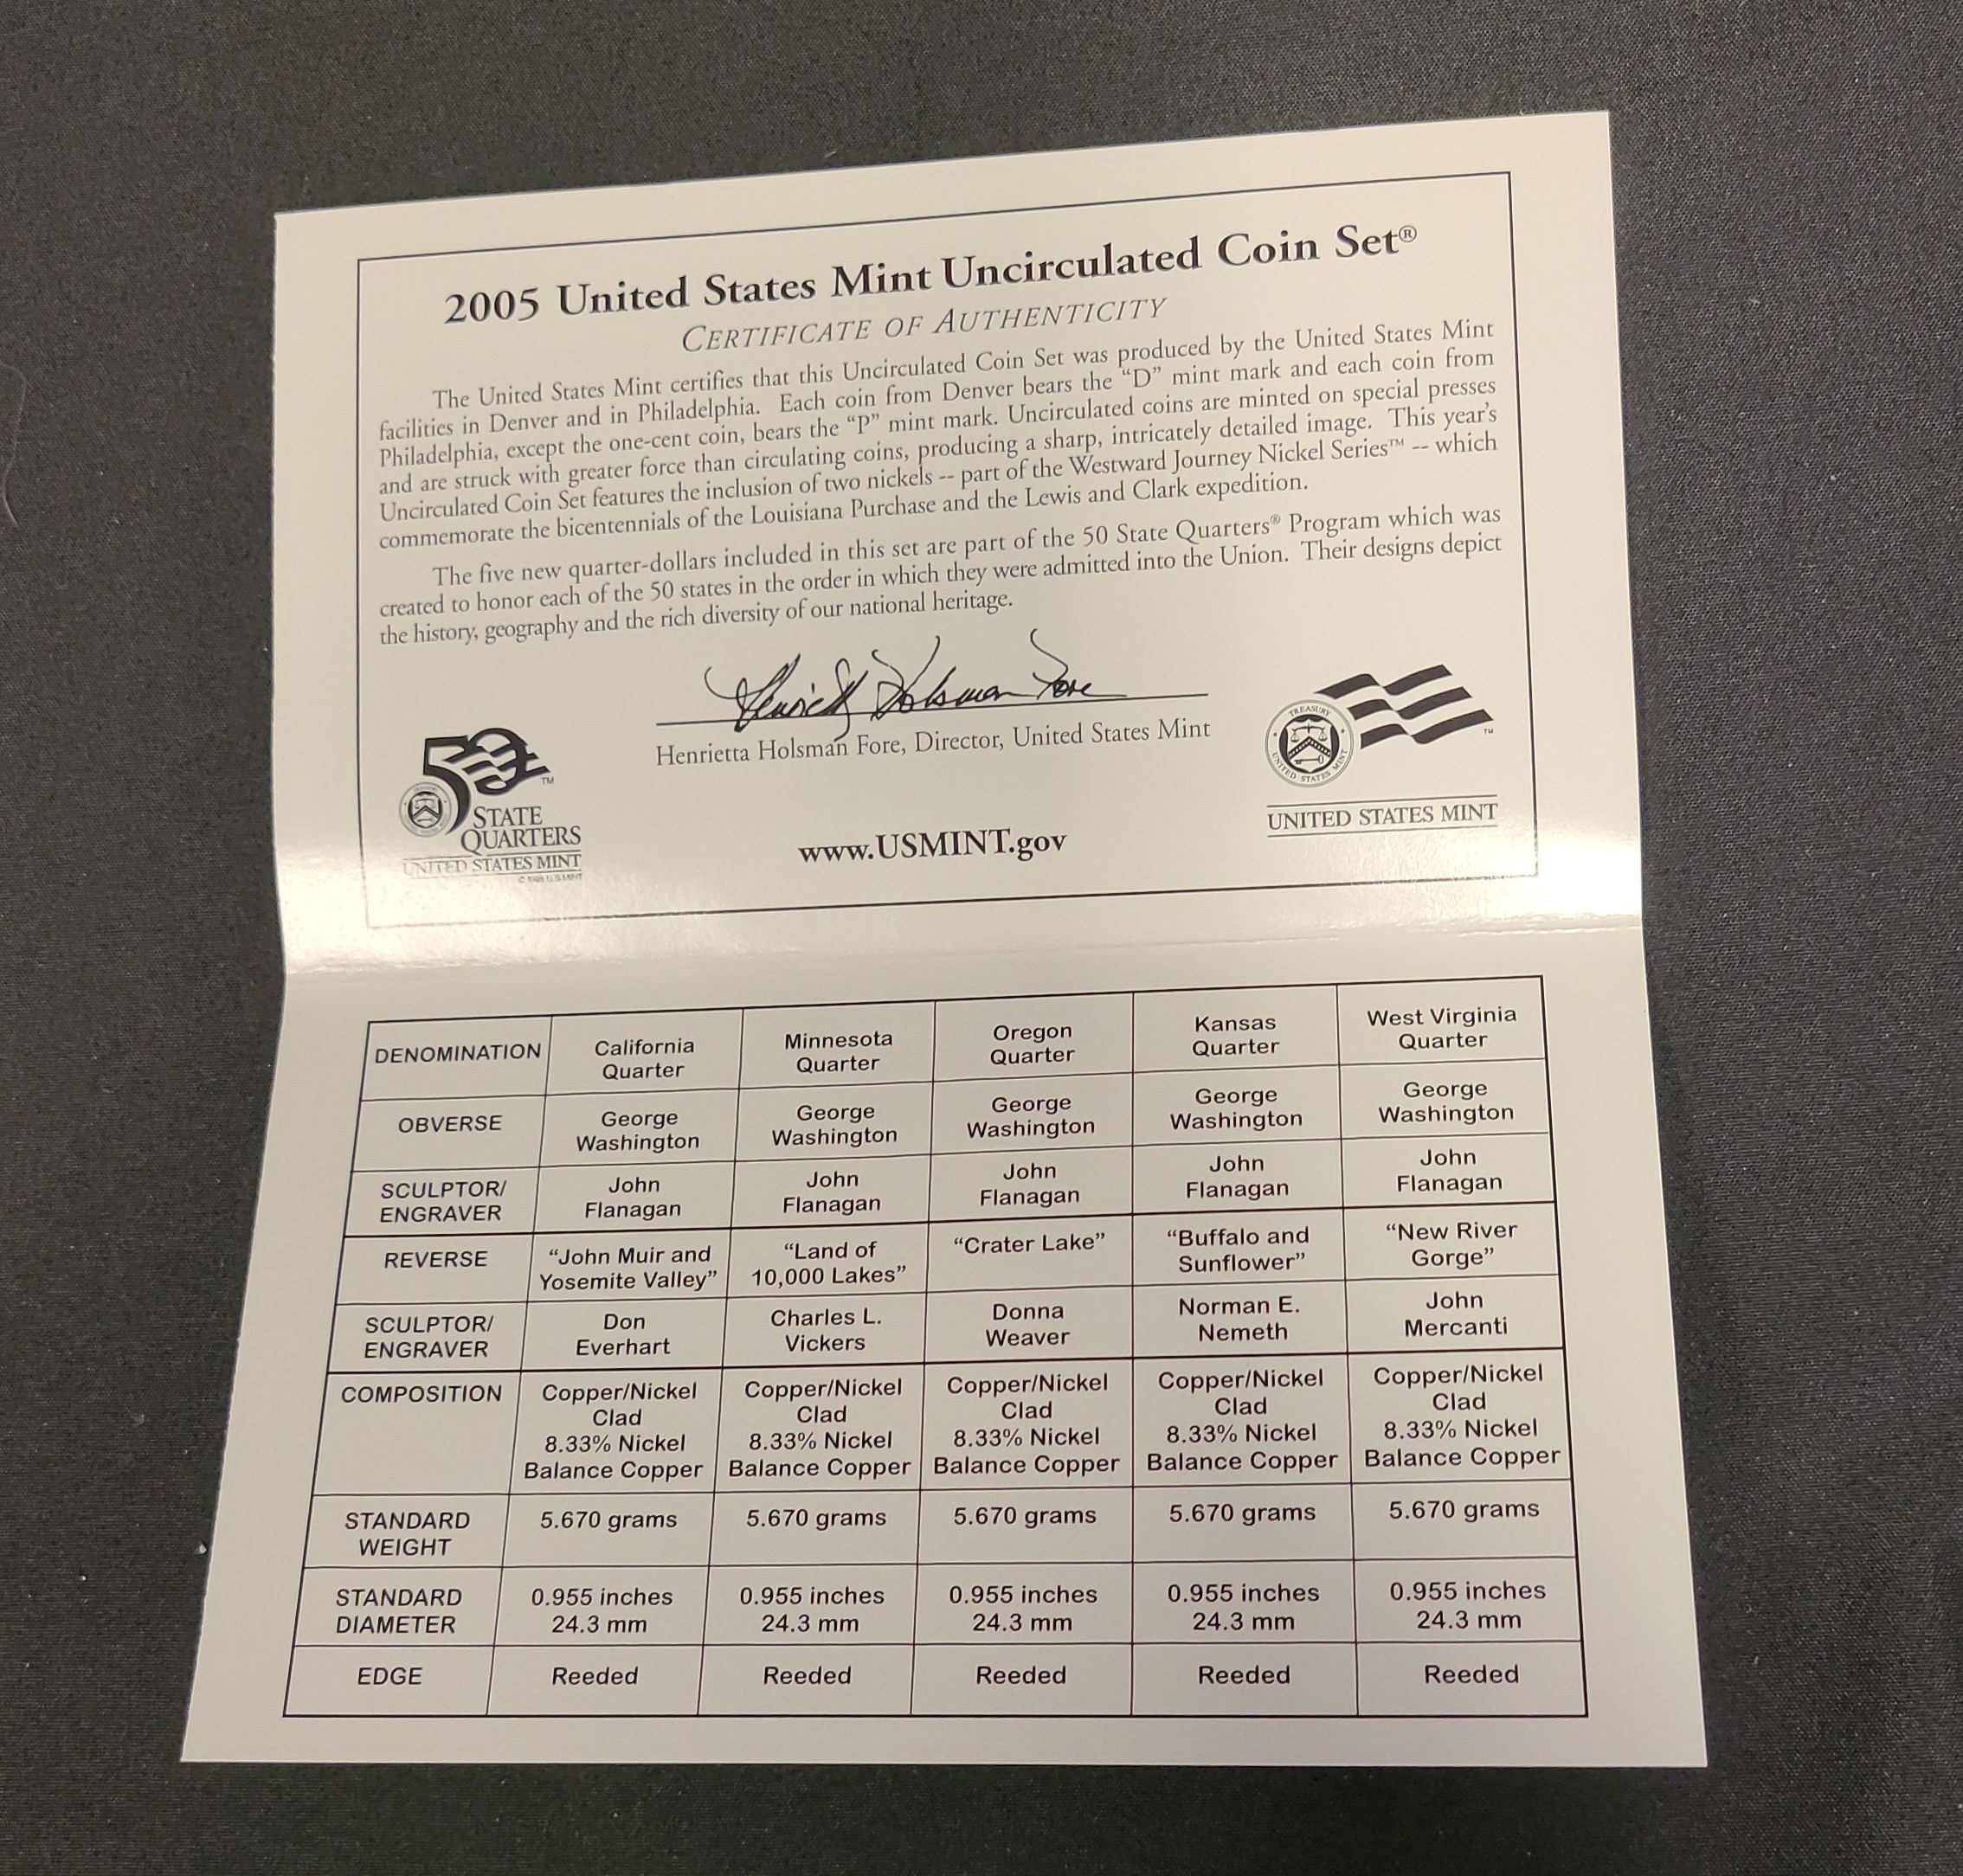 2005 United States Mint Uncirculated Coin Set®
CERTIFICATE OF AUTHENTICITY
The United States Mint certifies that this Uncirculated Coin Set was produced by the United States Mint
facilities in Denver and in Philadelphia. Each coin from Denver bears the “D” mint mark and each coin from
Philadelphia, except the one-cent coin, bears the “P” mint mark. Uncirculated coins are minted on special presses
and are struck with greater force than circulating coins, producing a sharp, intricately detailed image. This year's
Uncirculated Coin Set features the inclusion of two nickels -- part of the Westward Journey Nickel Series™ -- which
commemorate the bicentennials of the Louisiana Purchase and the Lewis and Clark expedition.
The five new quarter-dollars included in this set are part of the 50 State Quarters® Program which was
created to honor each of the 50 states in the order in which they were admitted into the Union. Their designs depict
the history, geography and the rich diversity of our national heritage.
Henrietta Holsman Fore
Henrietta Holsman Fore, Director, United States Mint
50™
STATE
QUARTERS
UNITED STATES MINT
www.USMINT.gov
TREASURY
UNITED STATES MINT
™
UNITED STATES MINT
DENOMINATION California Quarter Minnesota Quarter Oregon Quarter Kansas Quarter West Virginia Quarter
OBVERSE George Washington George Washington George Washington George Washington George Washington
SCULPTOR/ ENGRAVER John Flanagan John Flanagan John Flanagan John Flanagan John Flanagan
REVERSE “John Muir and Yosemite Valley” “Land of 10,000 Lakes” “Crater Lake” “Buffalo and Sunflower” “New River Gorge”
SCULPTOR/ ENGRAVER Don Everhart Charles L. Vickers Donna Weaver Norman E. Nemeth John Mercanti
COMPOSITION Copper/Nickel Clad 8.33% Nickel Balance Copper Copper/Nickel Clad 8.33% Nickel Balance Copper Copper/Nickel Clad 8.33% Nickel Balance Copper Copper/Nickel Clad 8.33% Nickel Balance Copper Copper/Nickel Clad 8.33% Nickel Balance Copper
STANDARD WEIGHT 5.670 grams 5.670 grams 5.670 grams 5.670 grams 5.670 grams
STANDARD DIAMETER 0.955 inches 24.3 mm 0.955 inches 24.3 mm 0.955 inches 24.3 mm 0.955 inches 24.3 mm 0.955 inches 24.3 mm
EDGE Reeded Reeded Reeded Reeded Reeded